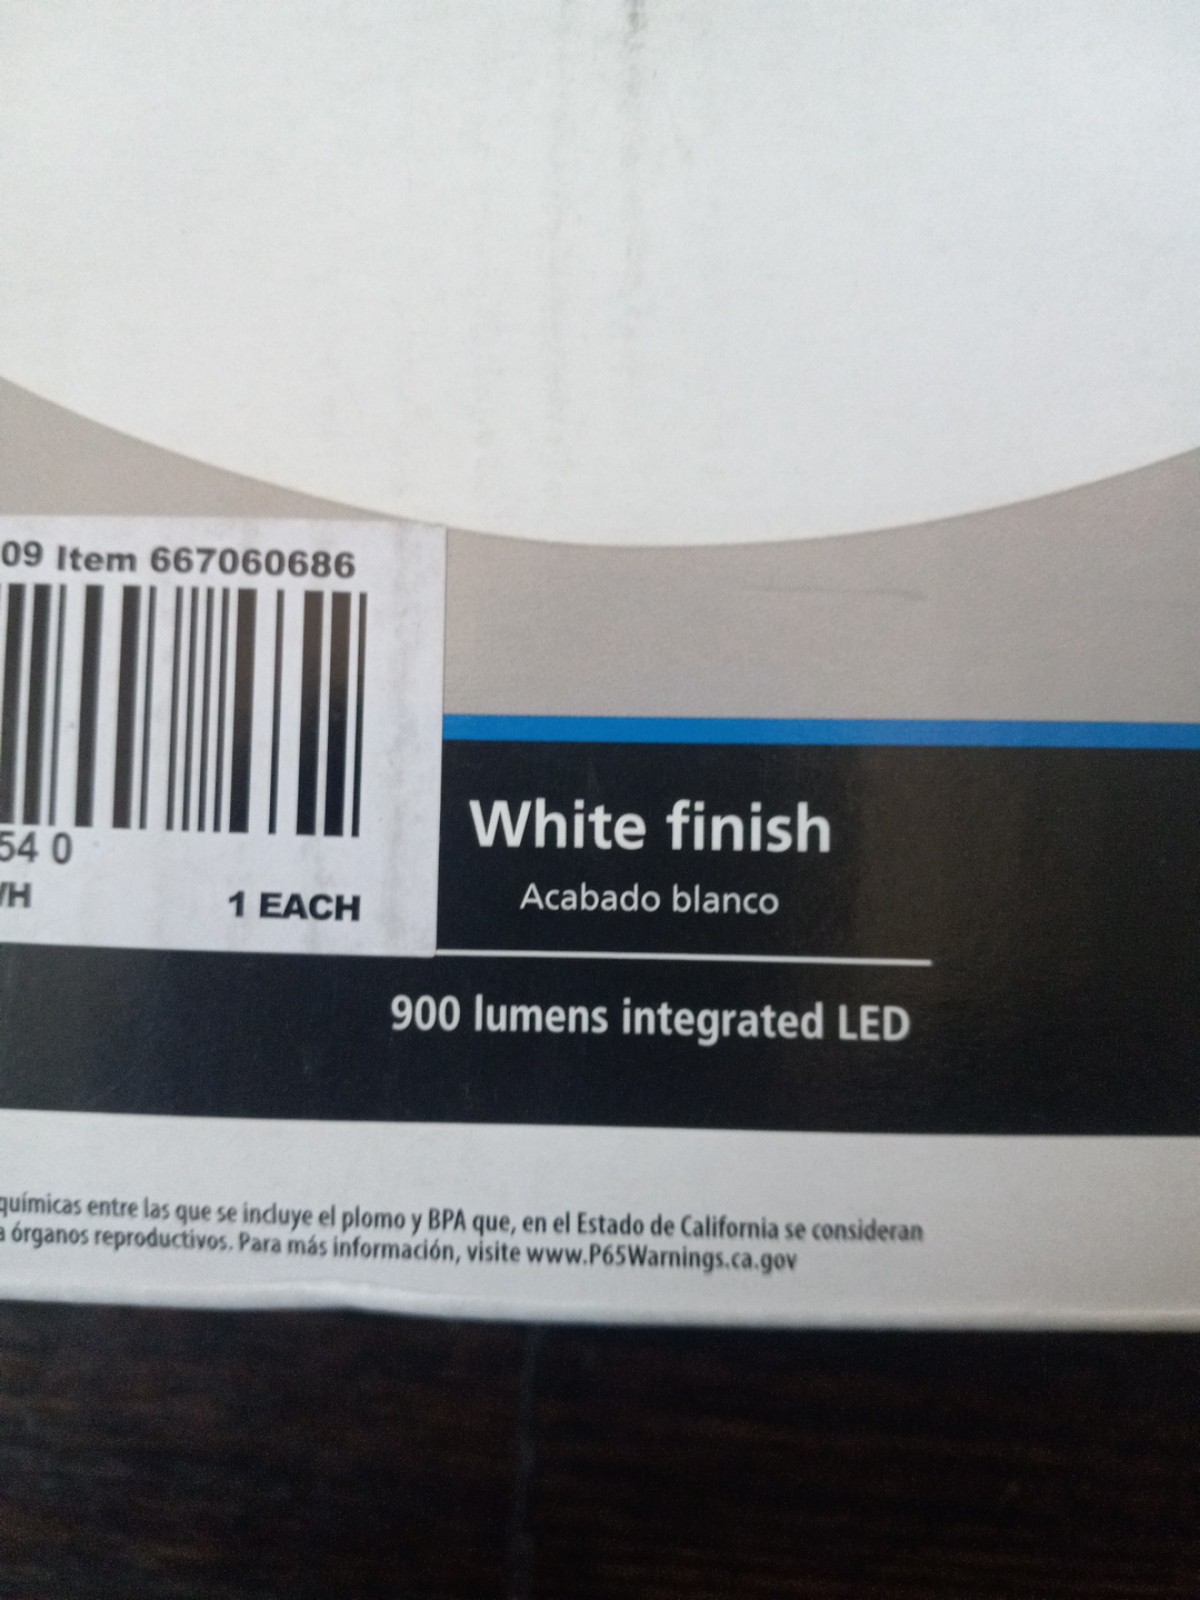 09 Item 667060686
54 0
1 EACH
White finish
Acabado blanco
900 lumens integrated LED
químicas entre las que se incluye el plomo y BPA que, en el Estado de California se consideran
a órganos reproductivos. Para más información, visite www.P65Warnings.ca.gov